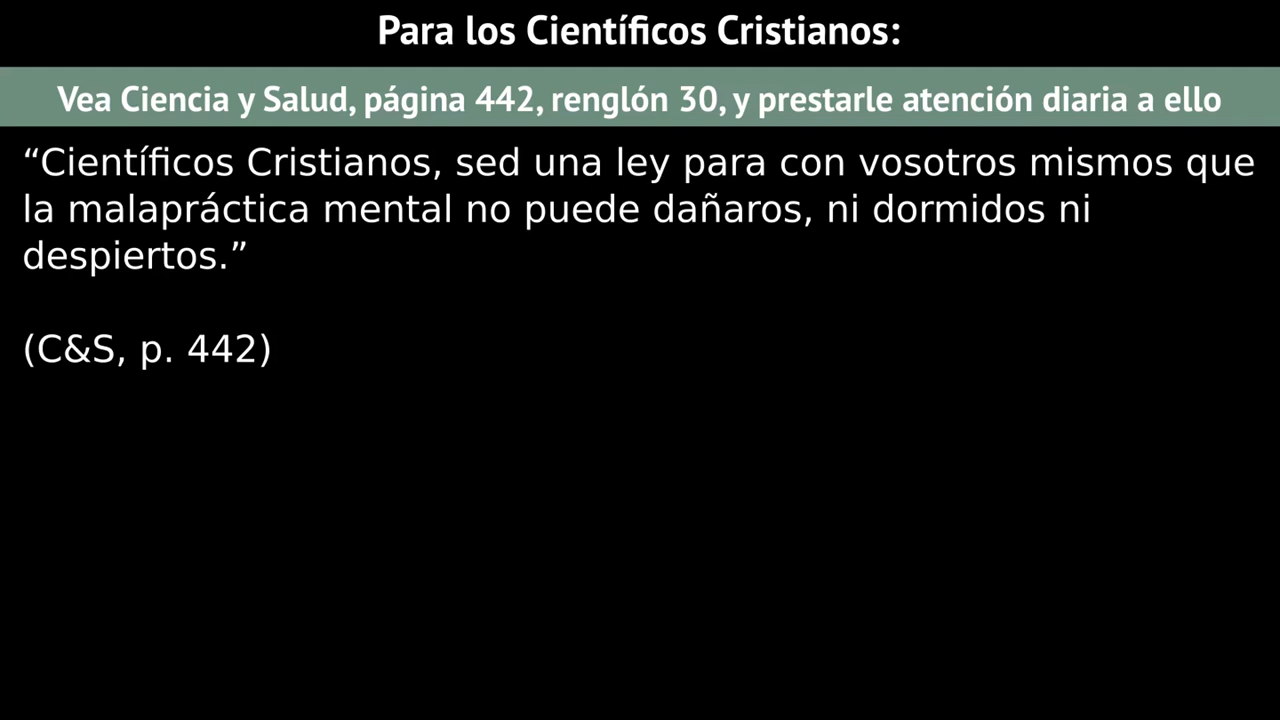 Para los Científicos Cristianos:
Vea Ciencia y Salud, página 442, renglón 30, y prestarle atención diaria a ello
“Científicos Cristianos, sed una ley para con vosotros mismos que
la malapráctica mental no puede dañaros, ni dormidos ni
despiertos.”
(C&S, p. 442)